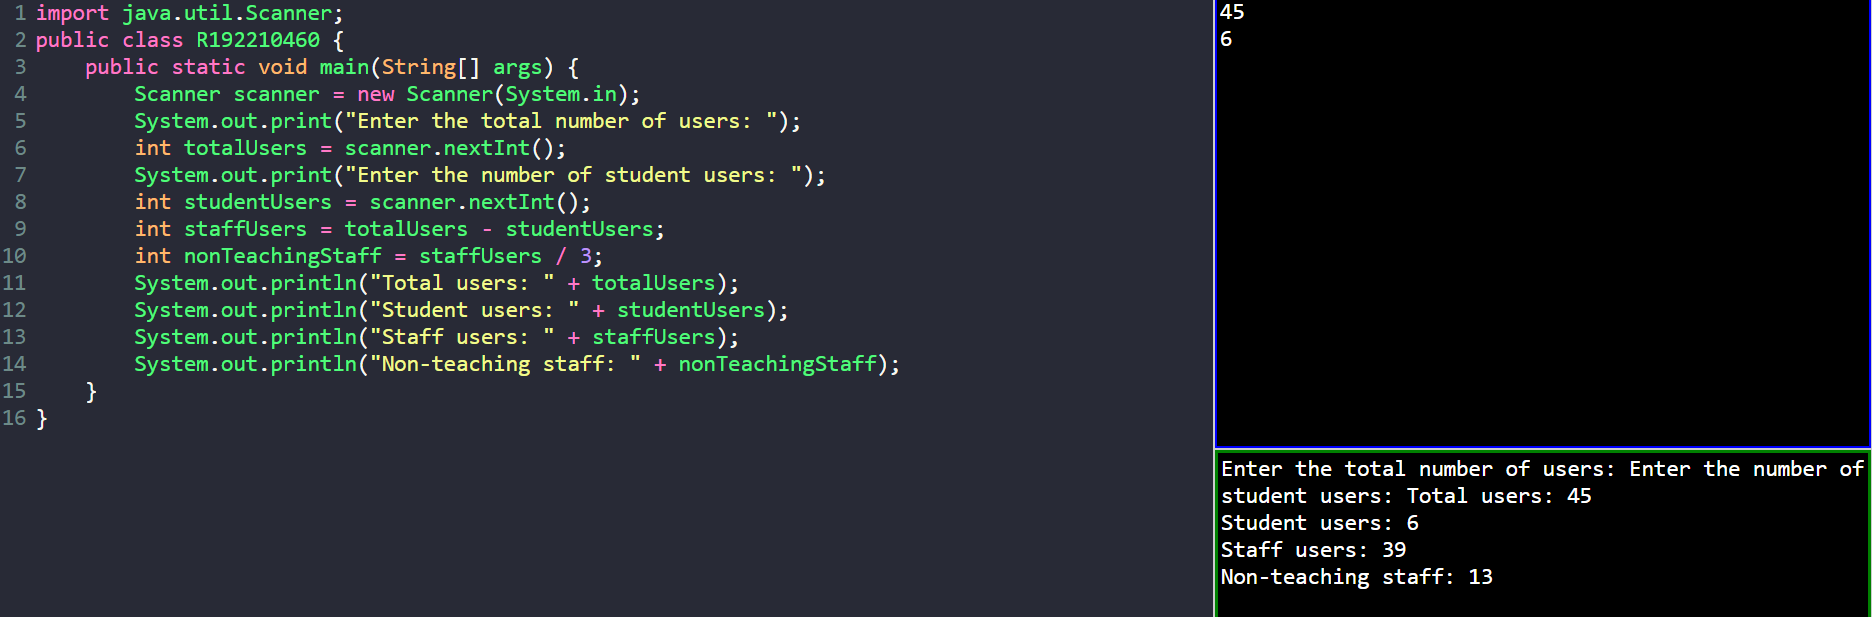 1 import java.util.Scanner;
2 public class R192210460 {
3     public static void main(String[] args) {
4         Scanner scanner = new Scanner(System.in);
5         System.out.print("Enter the total number of users: ");
6         int totalUsers = scanner.nextInt();
7         System.out.print("Enter the number of student users: ");
8         int studentUsers = scanner.nextInt();
9         int staffUsers = totalUsers - studentUsers;
10         int nonTeachingStaff = staffUsers / 3;
11         System.out.println("Total users: " + totalUsers);
12         System.out.println("Student users: " + studentUsers);
13         System.out.println("Staff users: " + staffUsers);
14         System.out.println("Non-teaching staff: " + nonTeachingStaff);
15     }
16 }
45
6
Enter the total number of users: Enter the number of
student users: Total users: 45
Student users: 6
Staff users: 39
Non-teaching staff: 13